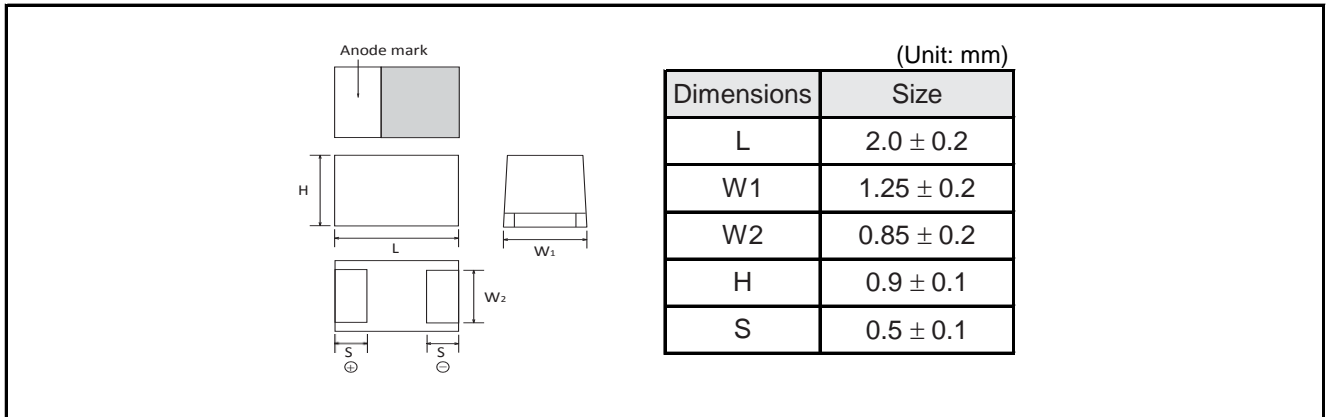 Anode mark
H
L
W1
W2
S
S
⊕
⊖
(Unit: mm)
Dimensions Size
L 2.0 ± 0.2
W1 1.25 ± 0.2
W2 0.85 ± 0.2
H 0.9 ± 0.1
S 0.5 ± 0.1